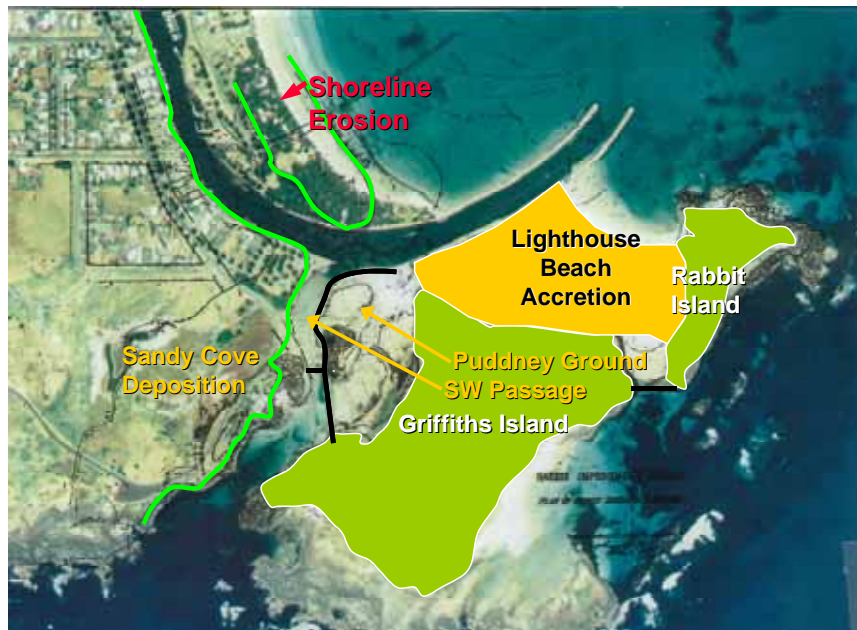 Shoreline
Erosion
Lighthouse
Beach
Accretion
Rabbit
Island
Sandy Cove
Deposition
Puddney Ground
SW Passage
Griffiths Island